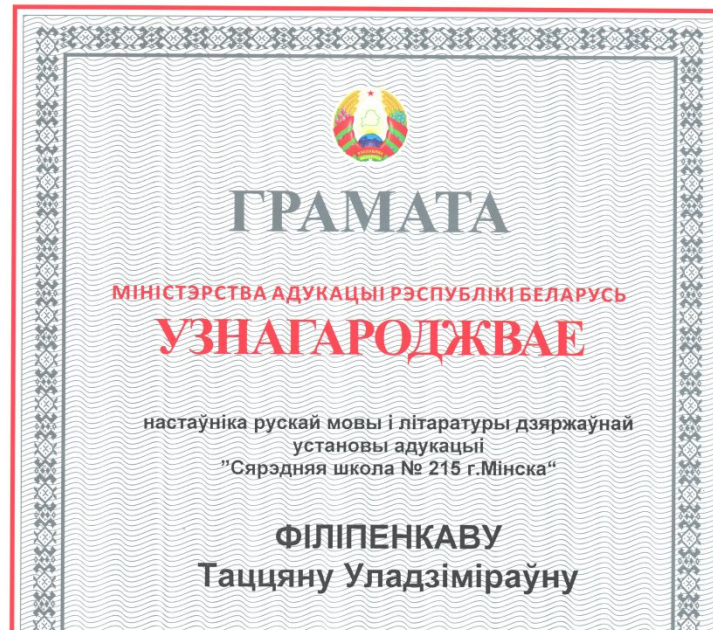 ГРАМАТА
МІНІСТЭРСТВА АДУКАЦЫІ РЭСПУБЛІКІ БЕЛАРУСЬ
УЗНАГАРОДЖВАЕ
настаўніка рускай мовы і літаратуры дзяржаўнай
установы адукацыі
”Сярэдняя школа № 215 г.Мінска“
ФІЛІПЕНКАВУ
Таццяну Уладзіміраўну